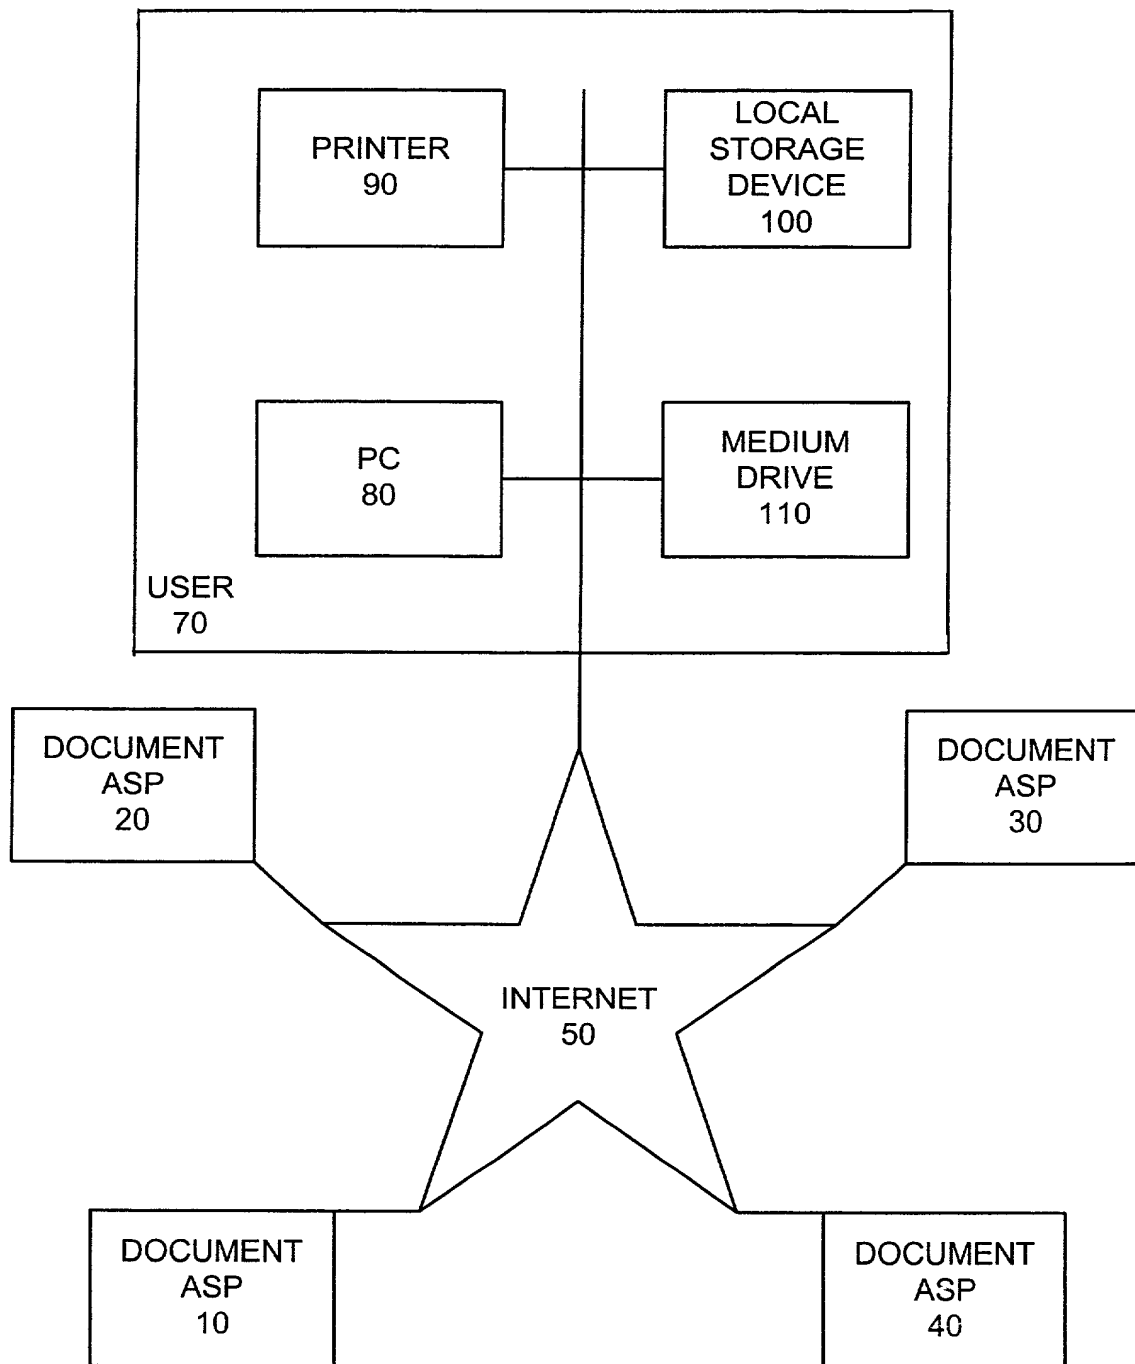 PRINTER
90
LOCAL
STORAGE
DEVICE
100
PC
80
MEDIUM
DRIVE
110
USER
70
DOCUMENT
ASP
20
DOCUMENT
ASP
30
INTERNET
50
DOCUMENT
ASP
10
DOCUMENT
ASP
40